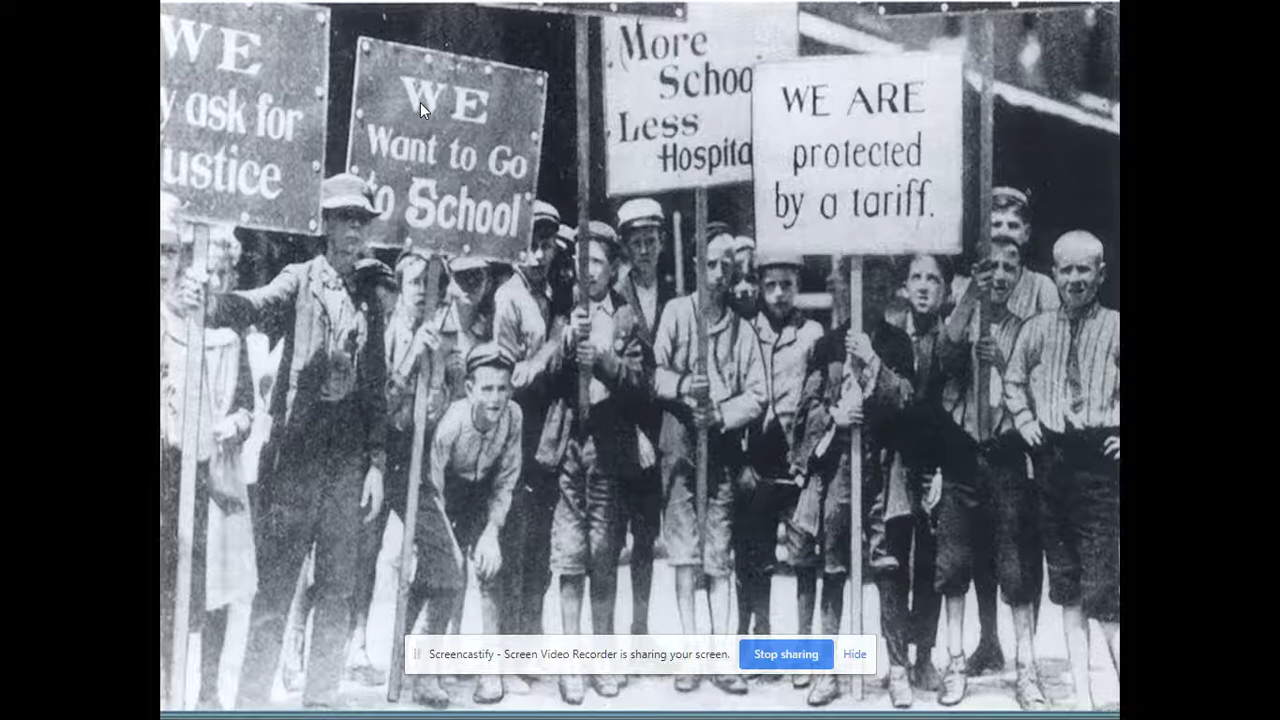 WE
ask for
ustice
WE
Want to Go
to School
More
Schoo
Less
Hospita
WE ARE
protected
by a tariff.
Screencastify - Screen Video Recorder is sharing your screen.
Stop sharing
Hide